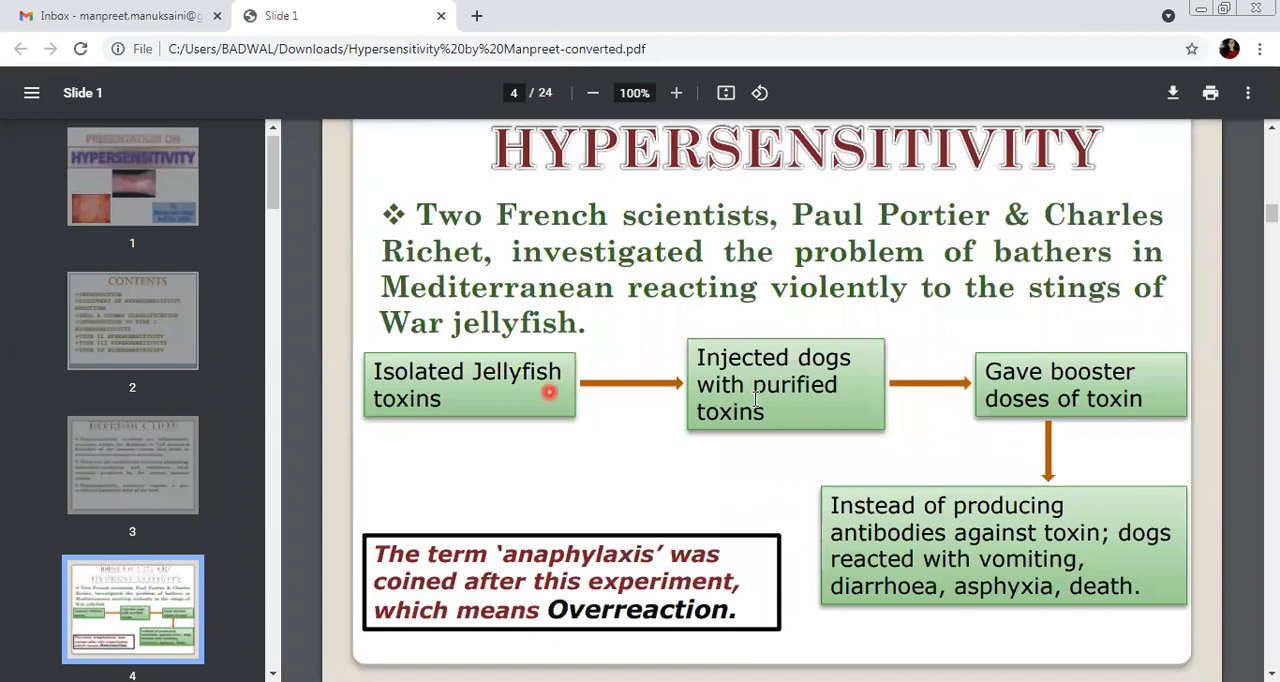 Inbox - manpreet.manuksaini@g
Slide 1
File
C:/Users/BADWAL/Downloads/Hypersensitivity%20by%20Manpreet-converted.pdf
Slide 1
4 / 24
100%
PRESENTATION ON
HYPERSENSITIVITY
1
CONTENTS
2
INTRODUCTION
3
4
HYPERSENSITIVITY
❖ Two French scientists, Paul Portier & Charles
Richet, investigated the problem of bathers in
Mediterranean reacting violently to the stings of
War jellyfish.
Isolated Jellyfish
toxins
Injected dogs
with purified
toxins
Gave booster
doses of toxin
Instead of producing
antibodies against toxin; dogs
reacted with vomiting,
diarrhoea, asphyxia, death.
The term ‘anaphylaxis’ was
coined after this experiment,
which means Overreaction.